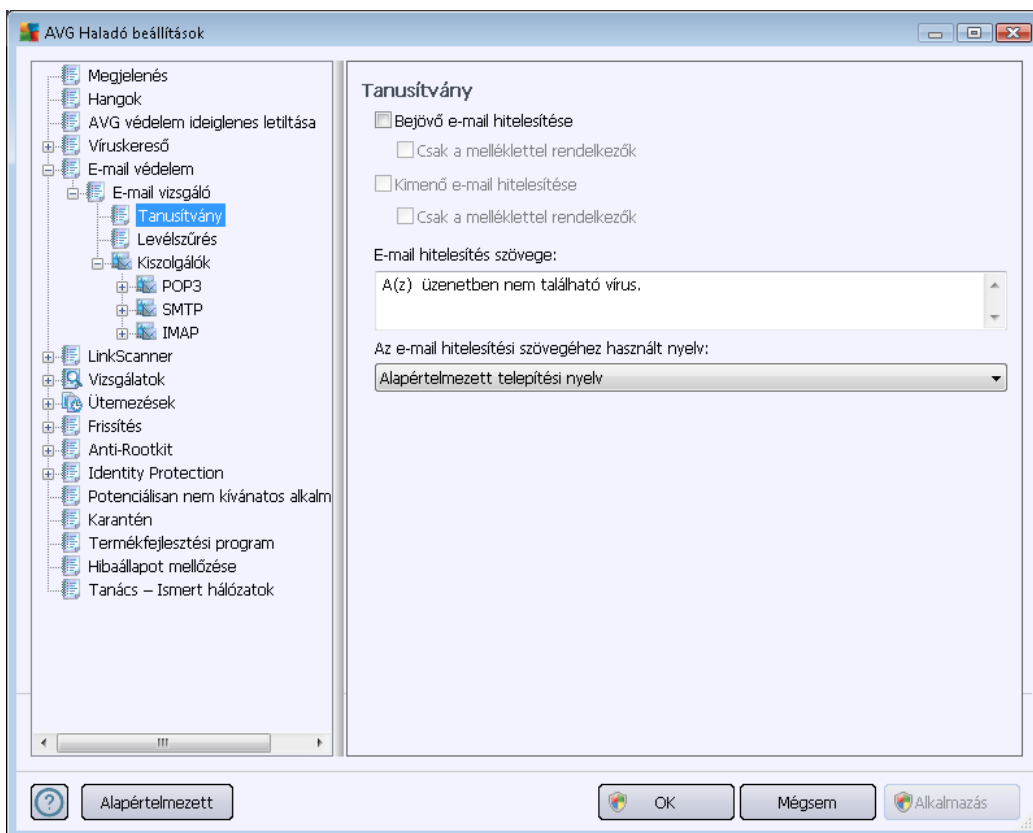 AVG Haladó beállítások
Megjelenés
Hangok
AVG védelem ideiglenes letiltása
Víruskereső
E-mail védelem
E-mail vizsgáló
Tanusítvány
Levélszűrés
Kiszolgálók
POP3
SMTP
IMAP
LinkScanner
Vizsgálatok
Ütemezések
Frissítés
Anti-Rootkit
Identity Protection
Potenciálisan nem kívánatos alkalm
Karantén
Termékfejlesztési program
Hibaállapot mellőzése
Tanács – Ismert hálózatok
Tanusítvány
Bejövő e-mail hitelesítése
Csak a melléklettel rendelkezők
Kimenő e-mail hitelesítése
Csak a melléklettel rendelkezők
E-mail hitelesítés szövege:
A(z) üzenetben nem található vírus.
Az e-mail hitelesítési szövegéhez használt nyelv:
Alapértelmezett telepítési nyelv
Alapértelmezett
OK
Mégsem
Alkalmazás